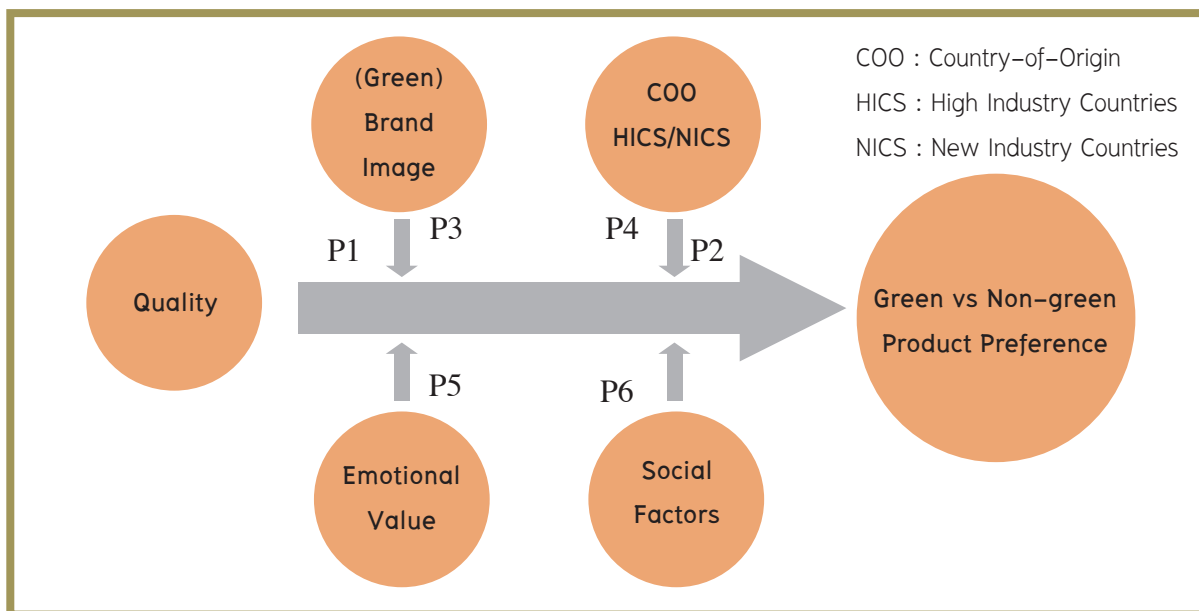 (Green)
Brand
Image
COO
HICS/NICS
COO : Country-of-Origin
HICS : High Industry Countries
NICS : New Industry Countries
P1
P3
P4
P2
Quality
Green vs Non-green
Product Preference
P5
P6
Emotional
Value
Social
Factors